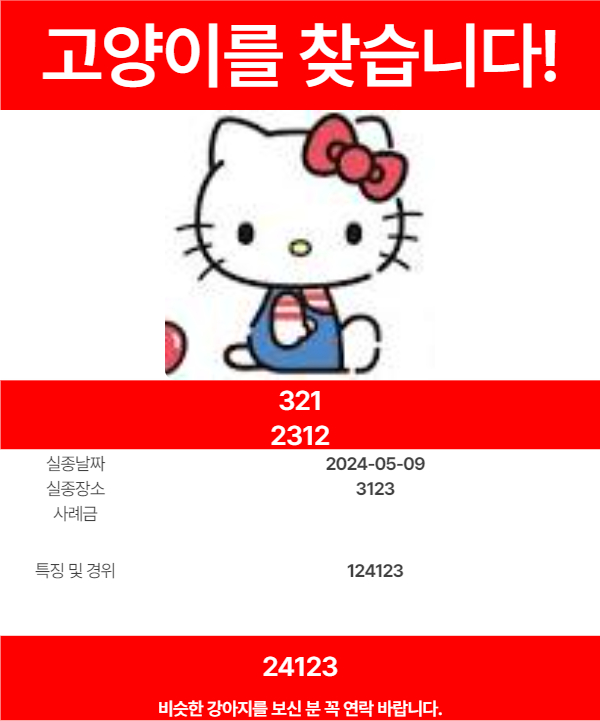 고양이를 찾습니다!
321
2312
실종날짜 2024-05-09
실종장소 3123
사례금
특징 및 경위 124123
24123
비슷한 강아지를 보신 분 꼭 연락 바랍니다.